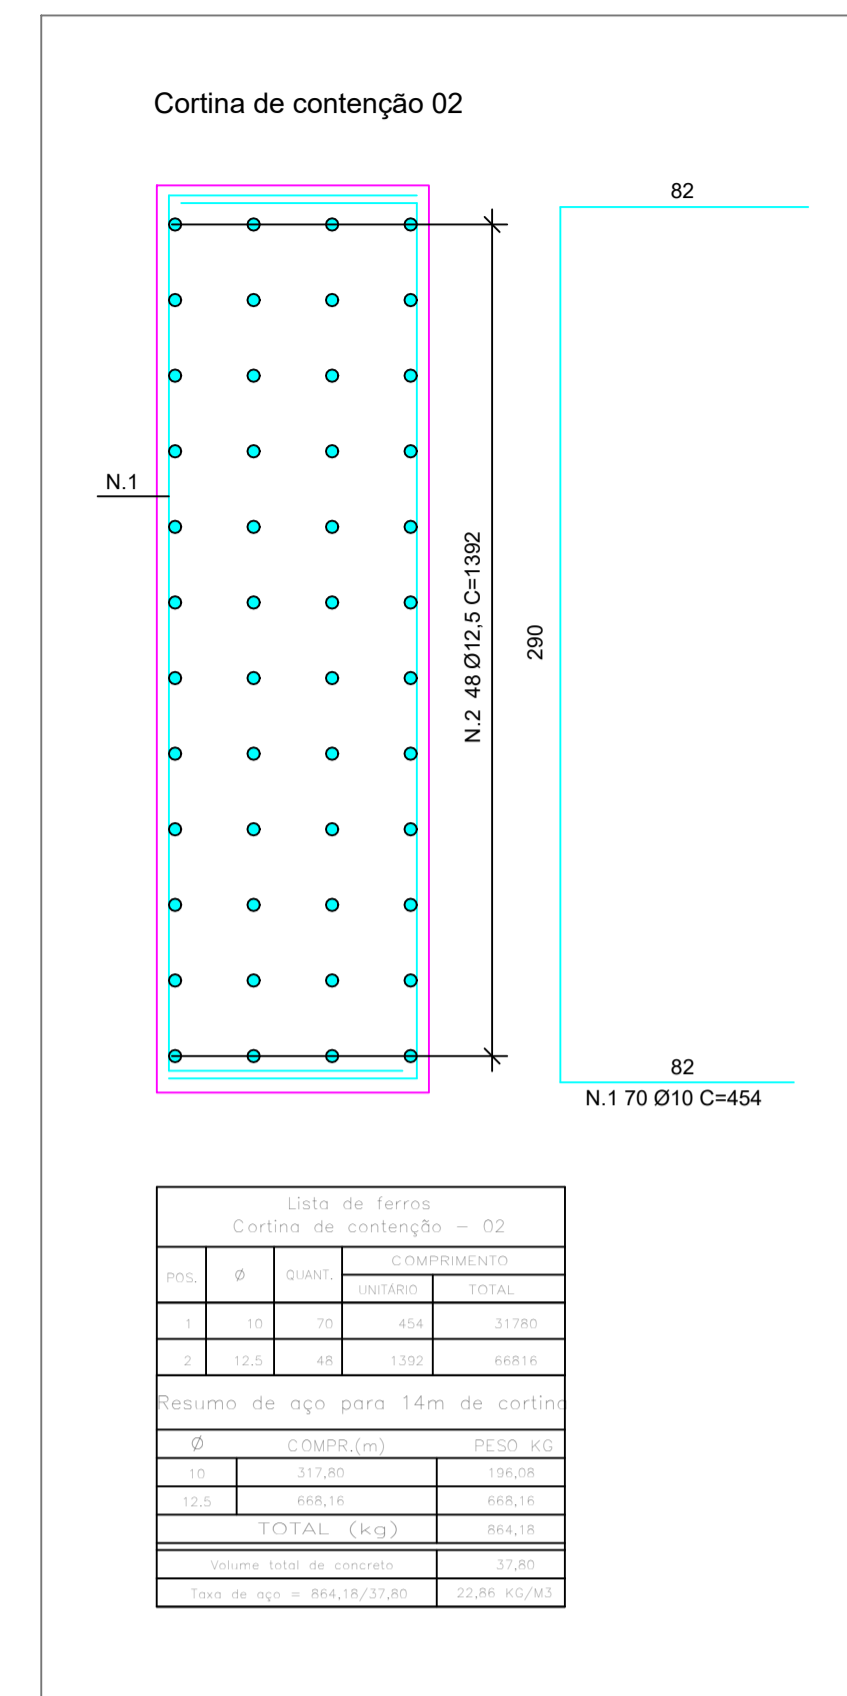 Cortina de contenção 02
82
N.1
N.2 48 Ø12,5 C=1392
290
82
N.1 70 Ø10 C=454
Lista de ferros
Cortina de contenção - 02
POS. Ø QUANT. COMPRIMENTO
UNITÁRIO TOTAL
1 10 70 454 31780
2 12.5 48 1392 66816
Resumo de aço para 14m de cortina
Ø COMPR.(m) PESO KG
10 317,80 196,08
12.5 668,16 668,16
TOTAL (kg) 864,18
Volume total de concreto 37,80
Taxa de aço = 864,18/37,80 22,86 KG/M3